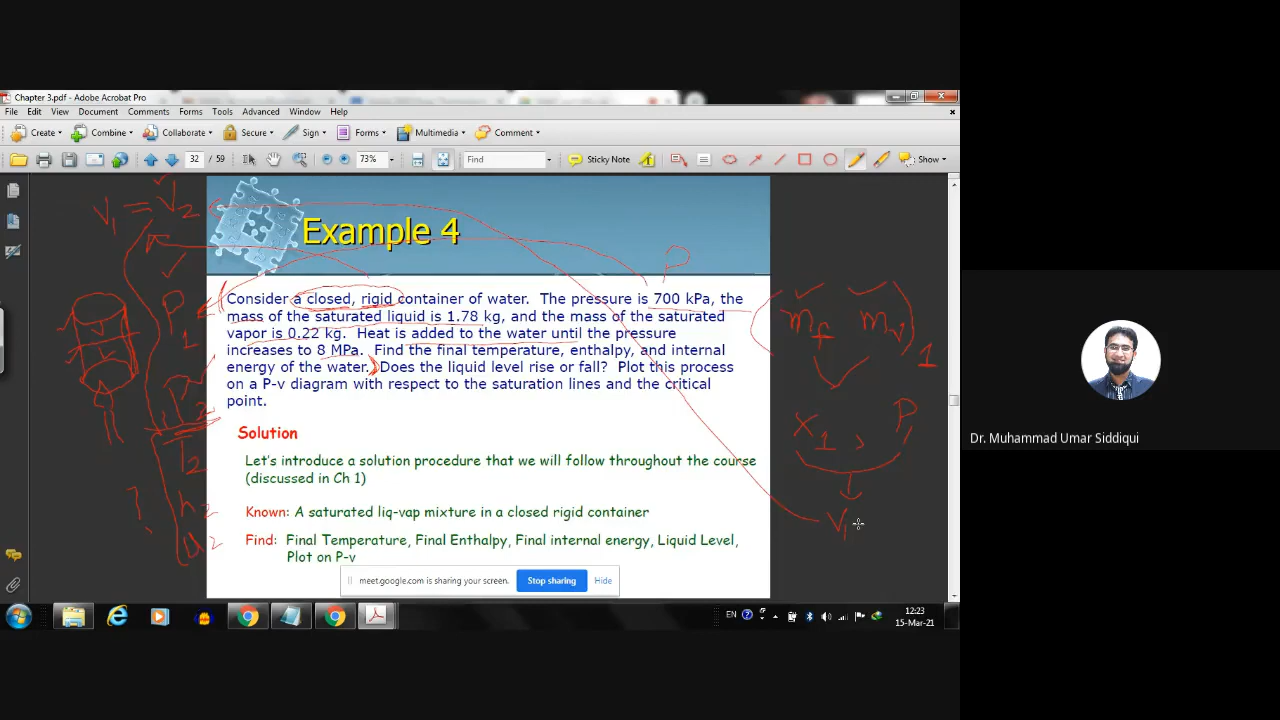 Chapter 3.pdf - Adobe Acrobat Pro
File Edit View Document Comments Forms Tools Advanced Window Help
Create Combine Collaborate Secure Sign Forms Multimedia Comment
32 / 59 73% Find Sticky Note Show
V1 = V2
Example 4
P
P1
Consider a closed, rigid container of water. The pressure is 700 kPa, the
mass of the saturated liquid is 1.78 kg, and the mass of the saturated
vapor is 0.22 kg. Heat is added to the water until the pressure
increases to 8 MPa. Find the final temperature, enthalpy, and internal
energy of the water. Does the liquid level rise or fall? Plot this process
on a P-v diagram with respect to the saturation lines and the critical
point.
mf mv 1
P2
x1, P
Solution
Let's introduce a solution procedure that we will follow throughout the course
(discussed in Ch 1)
T2
? h2
u2
V1
Known: A saturated liq-vap mixture in a closed rigid container
Find: Final Temperature, Final Enthalpy, Final internal energy, Liquid Level,
Plot on P-v
meet.google.com is sharing your screen. Stop sharing Hide
Dr. Muhammad Umar Siddiqui
EN 12:23
15-Mar-21